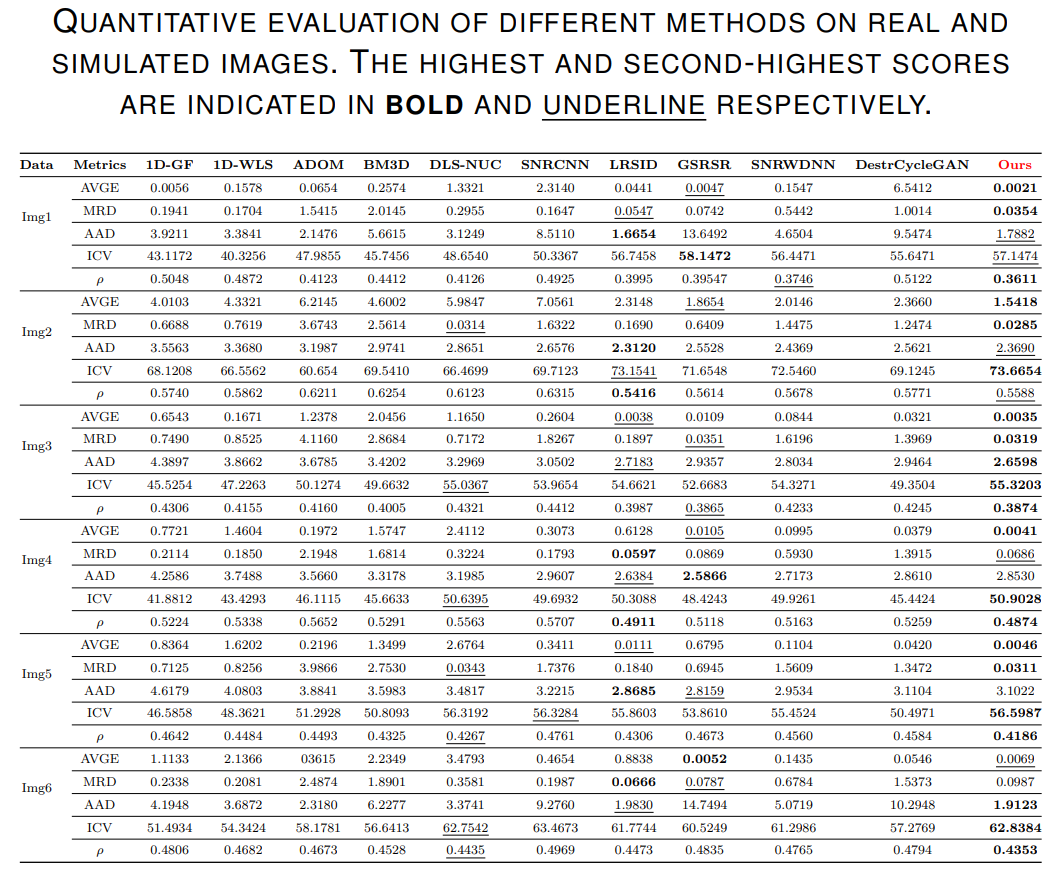 QUANTITATIVE EVALUATION OF DIFFERENT METHODS ON REAL AND
SIMULATED IMAGES. THE HIGHEST AND SECOND-HIGHEST SCORES
ARE INDICATED IN BOLD AND UNDERLINE RESPECTIVELY.
Data Metrics 1D-GF 1D-WLS ADOM BM3D DLS-NUC SNRCNN LRSID GSRSR SNRWDNN DestrCycleGAN Ours
AVGE 0.0056 0.1578 0.0654 0.2574 1.3321 2.3140 0.0441 0.0047 0.1547 6.5412 0.0021
Img1 MRD 0.1941 0.1704 1.5415 2.0145 0.2955 0.1647 0.0547 0.0742 0.5442 1.0014 0.0354
AAD 3.9211 3.3841 2.1476 5.6615 3.1249 8.5110 1.6654 13.6492 4.6504 9.5474 1.7882
ICV 43.1172 40.3256 47.9855 45.7456 48.6540 50.3367 56.7458 58.1472 56.4471 55.6471 57.1474
ρ 0.5048 0.4872 0.4123 0.4412 0.4126 0.4925 0.3995 0.39547 0.3746 0.5122 0.3611
AVGE 4.0103 4.3321 6.2145 4.6002 5.9847 7.0561 2.3148 1.8654 2.0146 2.3660 1.5418
Img2 MRD 0.6688 0.7619 3.6743 2.5614 0.0314 1.6322 0.1690 0.6409 1.4475 1.2474 0.0285
AAD 3.5563 3.3680 3.1987 2.9741 2.8651 2.6576 2.3120 2.5528 2.4369 2.5621 2.3690
ICV 68.1208 66.5562 60.654 69.5410 66.4699 69.7123 73.1541 71.6548 72.5460 69.1245 73.6654
ρ 0.5740 0.5862 0.6211 0.6254 0.6123 0.6315 0.5416 0.5614 0.5678 0.5771 0.5588
AVGE 0.6543 0.1671 1.2378 2.0456 1.1650 0.2604 0.0038 0.0109 0.0844 0.0321 0.0035
Img3 MRD 0.7490 0.8525 4.1160 2.8684 0.7172 1.8267 0.1897 0.0351 1.6196 1.3969 0.0319
AAD 4.3897 3.8662 3.6785 3.4202 3.2969 3.0502 2.7183 2.9357 2.8034 2.9464 2.6598
ICV 45.5254 47.2263 50.1274 49.6632 55.0367 53.9654 54.6621 52.6683 54.3271 49.3504 55.3203
ρ 0.4306 0.4155 0.4160 0.4005 0.4321 0.4412 0.3987 0.3865 0.4233 0.4245 0.3874
AVGE 0.7721 1.4604 0.1972 1.5747 2.4112 0.3073 0.6128 0.0105 0.0995 0.0379 0.0041
Img4 MRD 0.2114 0.1850 2.1948 1.6814 0.3224 0.1793 0.0597 0.0869 0.5930 1.3915 0.0686
AAD 4.2586 3.7488 3.5660 3.3178 3.1985 2.9607 2.6384 2.5866 2.7173 2.8610 2.8530
ICV 41.8812 43.4293 46.1115 45.6633 50.6395 49.6932 50.3088 48.4243 49.9261 45.4424 50.9028
ρ 0.5224 0.5338 0.5652 0.5291 0.5563 0.5707 0.4911 0.5118 0.5163 0.5259 0.4874
AVGE 0.8364 1.6202 0.2196 1.3499 2.6764 0.3411 0.0111 0.6795 0.1104 0.0420 0.0046
Img5 MRD 0.7125 0.8256 3.9866 2.7530 0.0343 1.7376 0.1840 0.6945 1.5609 1.3472 0.0311
AAD 4.6179 4.0803 3.8841 3.5983 3.4817 3.2215 2.8685 2.8159 2.9534 3.1104 3.1022
ICV 46.5858 48.3621 51.2928 50.8093 56.3192 56.3284 55.8603 53.8610 55.4524 50.4971 56.5987
ρ 0.4642 0.4484 0.4493 0.4325 0.4267 0.4761 0.4306 0.4673 0.4560 0.4584 0.4186
AVGE 1.1133 2.1366 03615 2.2349 3.4793 0.4654 0.8838 0.0052 0.1435 0.0546 0.0069
Img6 MRD 0.2338 0.2081 2.4874 1.8901 0.3581 0.1987 0.0666 0.0787 0.6784 1.5373 0.0987
AAD 4.1948 3.6872 2.3180 6.2277 3.3741 9.2760 1.9830 14.7494 5.0719 10.2948 1.9123
ICV 51.4934 54.3424 58.1781 56.6413 62.7542 63.4673 61.7744 60.5249 61.2986 57.2769 62.8384
ρ 0.4806 0.4682 0.4673 0.4528 0.4435 0.4969 0.4473 0.4835 0.4765 0.4794 0.4353